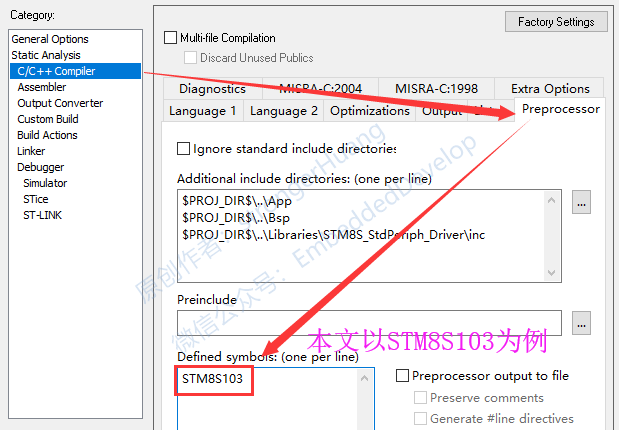 Category:
General Options
Static Analysis
C/C++ Compiler
Assembler
Output Converter
Custom Build
Build Actions
Linker
Debugger
Simulator
STice
ST-LINK
Factory Settings
Multi-file Compilation
Discard Unused Publics
Diagnostics
MISRA-C:2004
MISRA-C:1998
Extra Options
Language 1
Language 2
Optimizations
Output
Preprocessor
Ignore standard include directories
Additional include directories: (one per line)
$PROJ_DIR$\..\App
$PROJ_DIR$\..\Bsp
$PROJ_DIR$\..\Libraries\STM8S_StdPeriph_Driver\inc
...
Preinclude
...
本文以STM8S103为例
Defined symbols: (one per line)
STM8S103
Preprocessor output to file
Preserve comments
Generate #line directives
原创作者:
微信公众号: EmbeddedDevelop